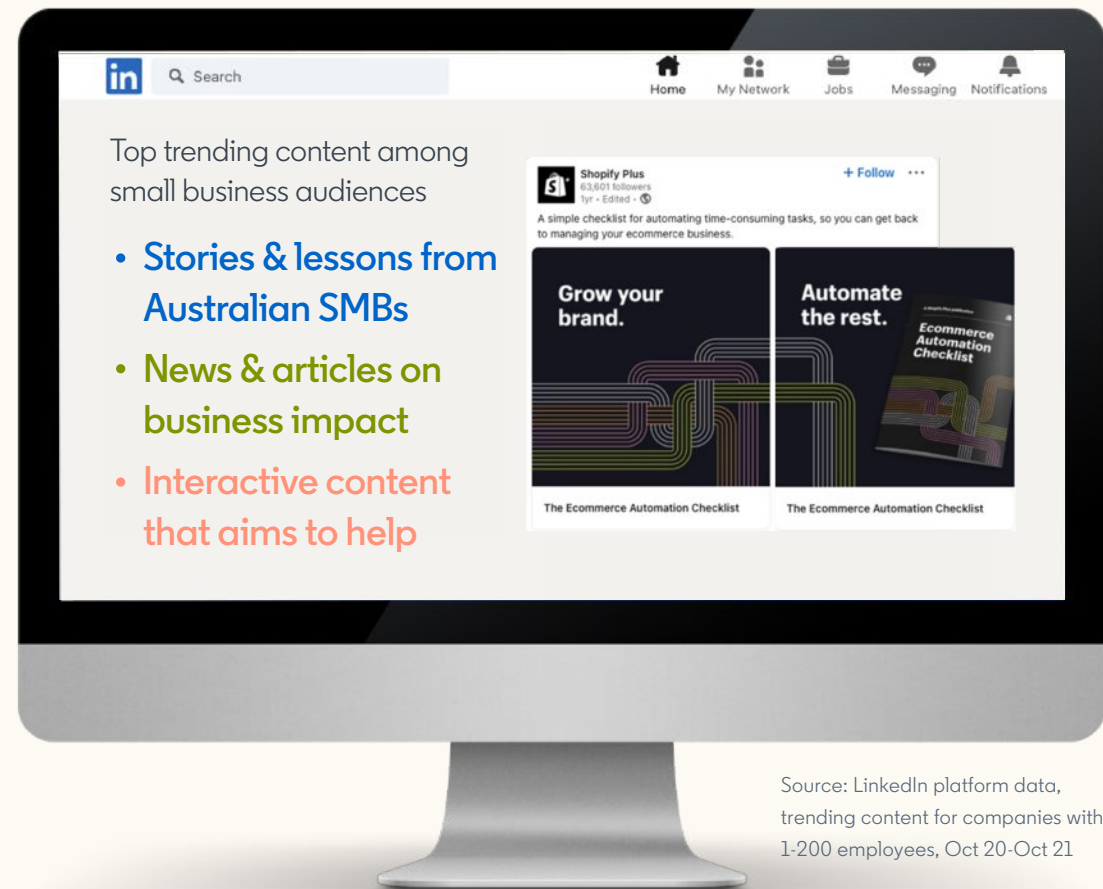 in
Search
Home
My Network
Jobs
Messaging
Notifications
Top trending content among
small business audiences
• Stories & lessons from
Australian SMBs
• News & articles on
business impact
• Interactive content
that aims to help
Shopify Plus
63,601 followers
1yr • Edited •
+ Follow ...
A simple checklist for automating time-consuming tasks, so you can get back
to managing your ecommerce business.
Grow your
brand.
The Ecommerce Automation Checklist
Automate
the rest.
A Shopify Plus publication
Ecommerce
Automation
Checklist
The Ecommerce Automation Checklist
Source: LinkedIn platform data,
trending content for companies with
1-200 employees, Oct 20-Oct 21